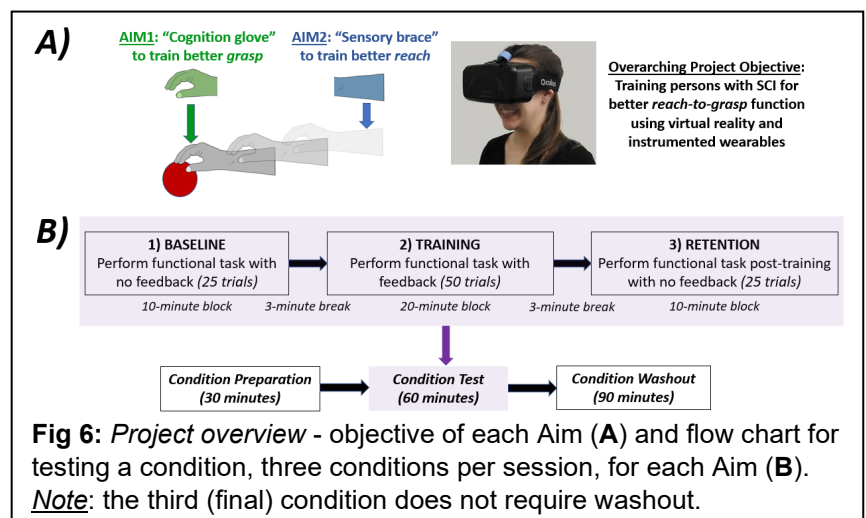 A)
AIM1: “Cognition glove”
to train better grasp
AIM2: “Sensory brace”
to train better reach
oculus
Overarching Project Objective:
Training persons with SCI for
better reach-to-grasp function
using virtual reality and
instrumented wearables
B)
1) BASELINE
Perform functional task with
no feedback (25 trials)
2) TRAINING
Perform functional task with
feedback (50 trials)
3) RETENTION
Perform functional task post-training
with no feedback (25 trials)
10-minute block
3-minute break
20-minute block
3-minute break
10-minute block
Condition Preparation
(30 minutes)
Condition Test
(60 minutes)
Condition Washout
(90 minutes)
Fig 6: Project overview - objective of each Aim (A) and flow chart for
testing a condition, three conditions per session, for each Aim (B).
Note: the third (final) condition does not require washout.